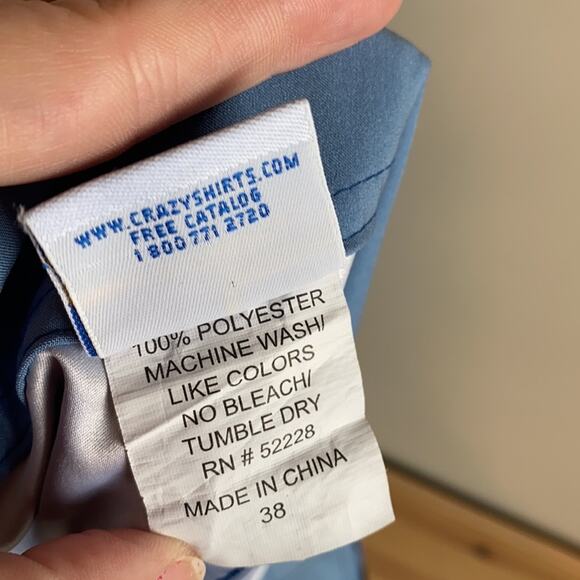 WWW.CRAZYSHIRTS.COM
FREE CATALOG
1 800 771 2720
100% POLYESTER
MACHINE WASH/
LIKE COLORS
NO BLEACH/
TUMBLE DRY
RN # 52228
MADE IN CHINA
38